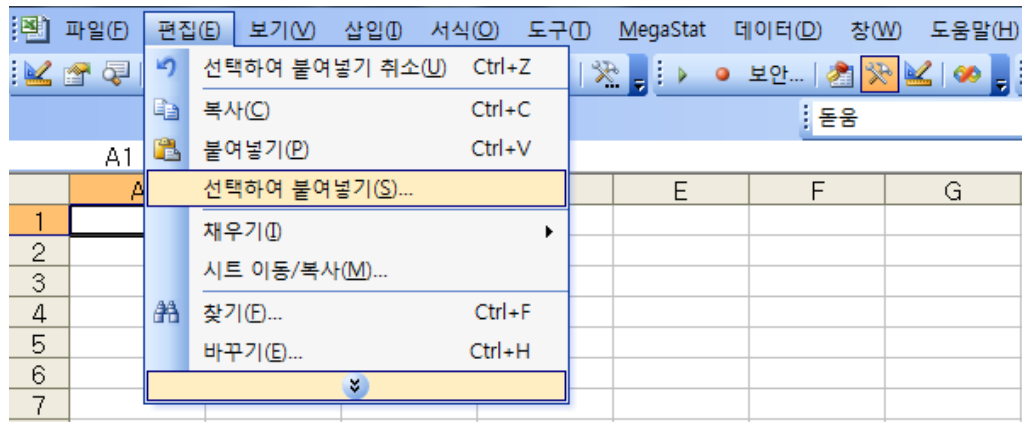 파일(F) 편집(E) 보기(V) 삽입(I) 서식(O) 도구(T) MegaStat 데이터(D) 창(W) 도움말(H)
선택하여 붙여넣기 취소(U) Ctrl+Z
보안...
복사(C) Ctrl+C
돋움
붙여넣기(P) Ctrl+V
A1
선택하여 붙여넣기(S)...
A E F G
1
채우기(I)
2
시트 이동/복사(M)...
3
찾기(F)... Ctrl+F
4
바꾸기(E)... Ctrl+H
5
6
7